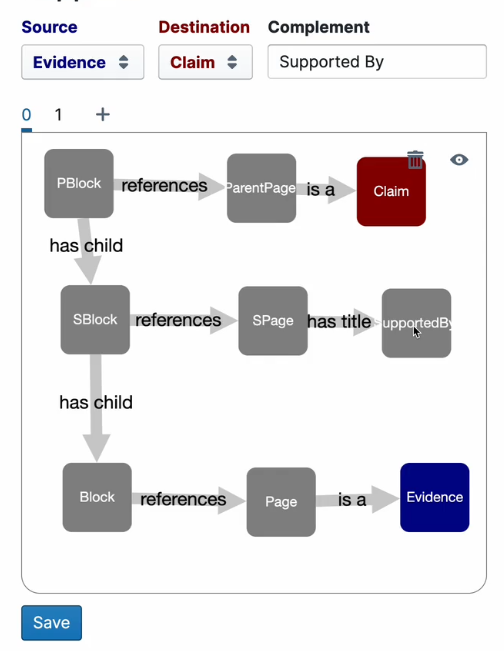 Source Destination Complement
Evidence Claim Supported By
0 1 +
PBlock references ParentPage is a Claim
has child
SBlock references SPage has title upportedBy
has child
Block references Page is a Evidence
Save